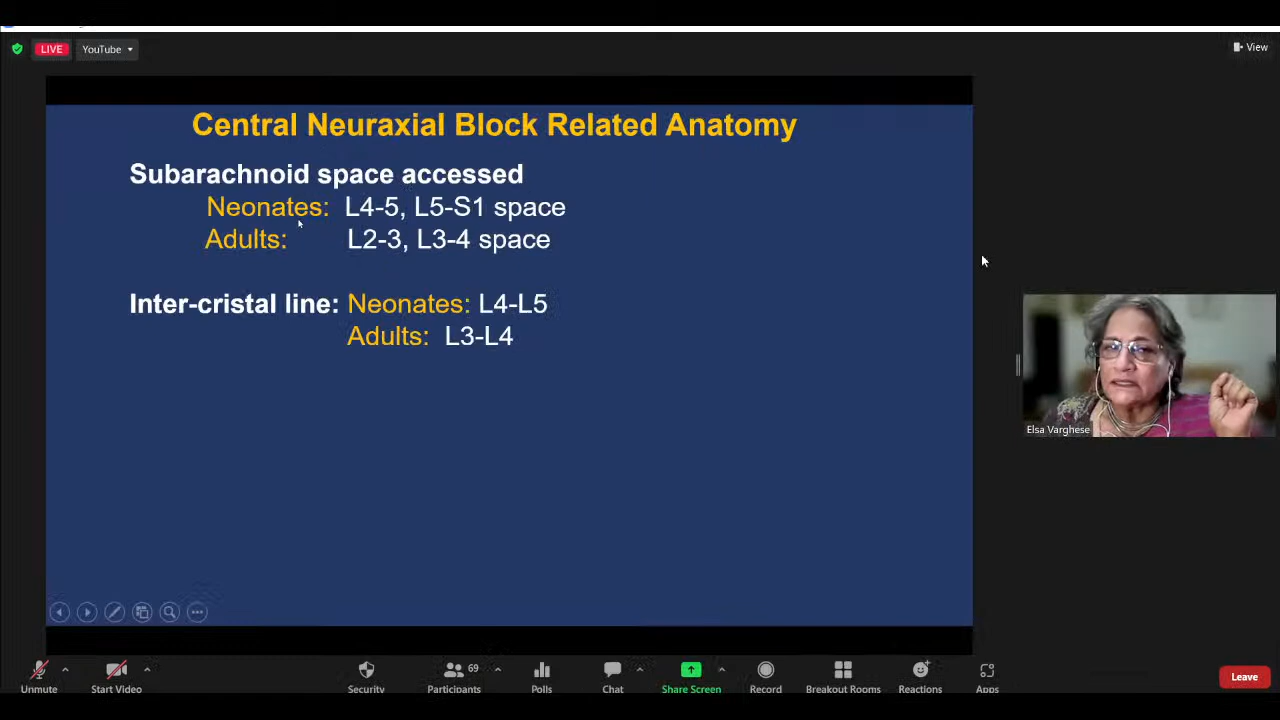 LIVE
YouTube
View
Central Neuraxial Block Related Anatomy
Subarachnoid space accessed
Neonates: L4-5, L5-S1 space
Adults: L2-3, L3-4 space
Inter-cristal line: Neonates: L4-L5
Adults: L3-L4
Elsa Varghese
Unmute
Start Video
Security
69
Participants
Polls
Chat
Share Screen
Record
Breakout Rooms
Reactions
Apps
Leave